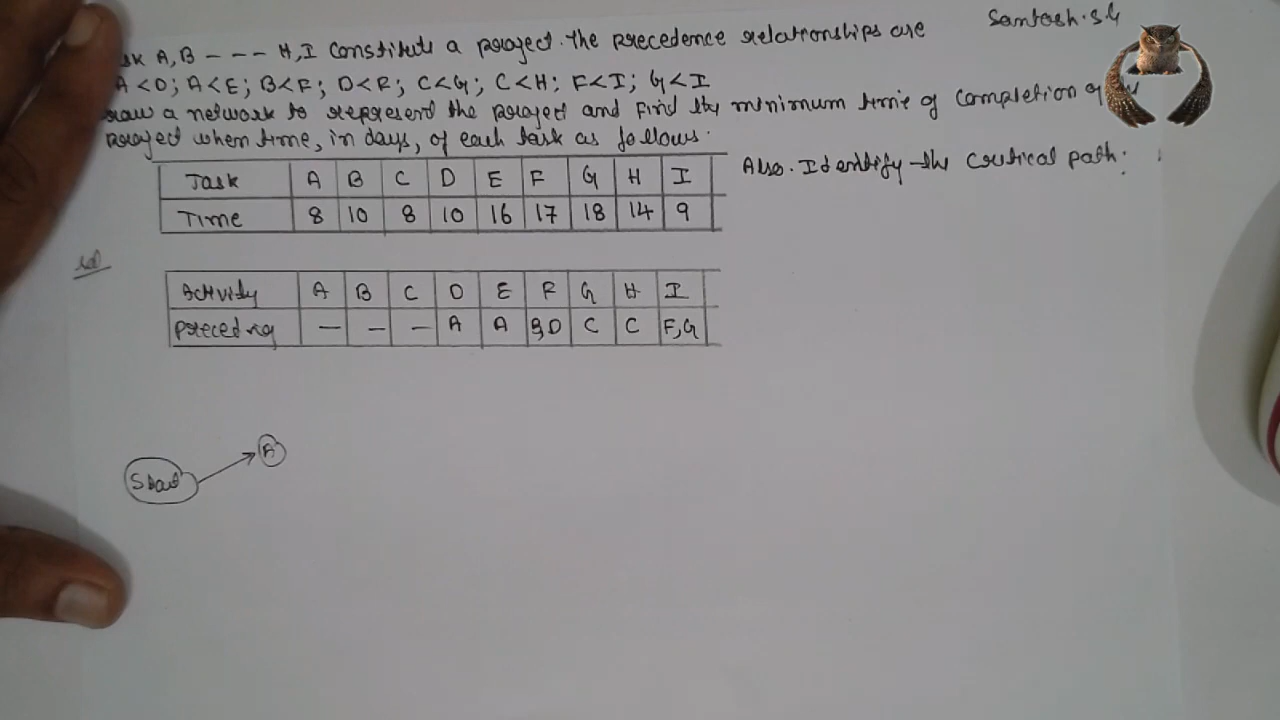 Santosh.S.G
sk A,B - - - H,I Constitute a project. The precedence relationships are
A<D; A<E; B<F; D<F; C<G; C<H; F<I; G<I
raw a network to represent the project and find the minimum time of completion of
project when time, in days, of each task as follows.
Also. Identify the critical path:
Task A B C D E F G H I
Time 8 10 8 10 16 17 18 14 9
Sol
Activity A B C D E F G H I
Preceding — — — A A B,D C C F,G
Start A